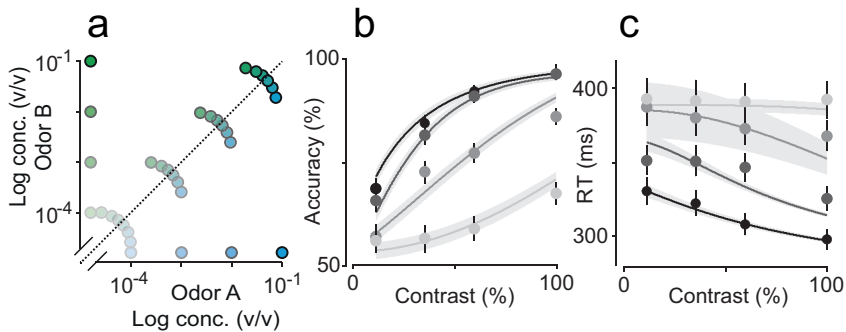 a
b
c
Log conc. (v/v)
Odor B
10⁻¹
10⁻⁴
10⁻⁴
10⁻¹
Odor A
Log conc. (v/v)
Accuracy (%)
100
50
0
100
Contrast (%)
RT (ms)
400
300
0
100
Contrast (%)